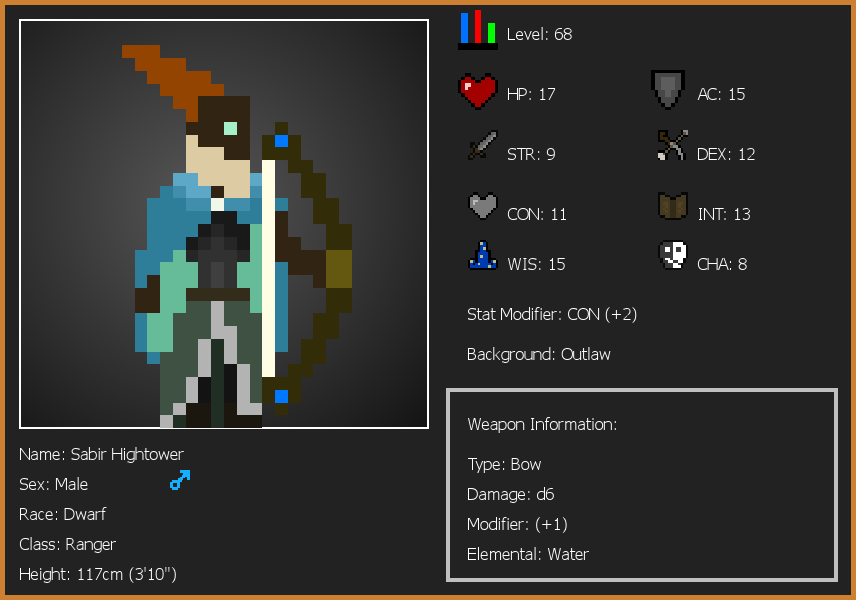 Level: 68
HP: 17
AC: 15
STR: 9
DEX: 12
CON: 11
INT: 13
WIS: 15
CHA: 8
Stat Modifier: CON (+2)
Background: Outlaw
Weapon Information:
Type: Bow
Damage: d6
Modifier: (+1)
Elemental: Water
Name: Sabir Hightower
Sex: Male
Race: Dwarf
Class: Ranger
Height: 117cm (3'10")